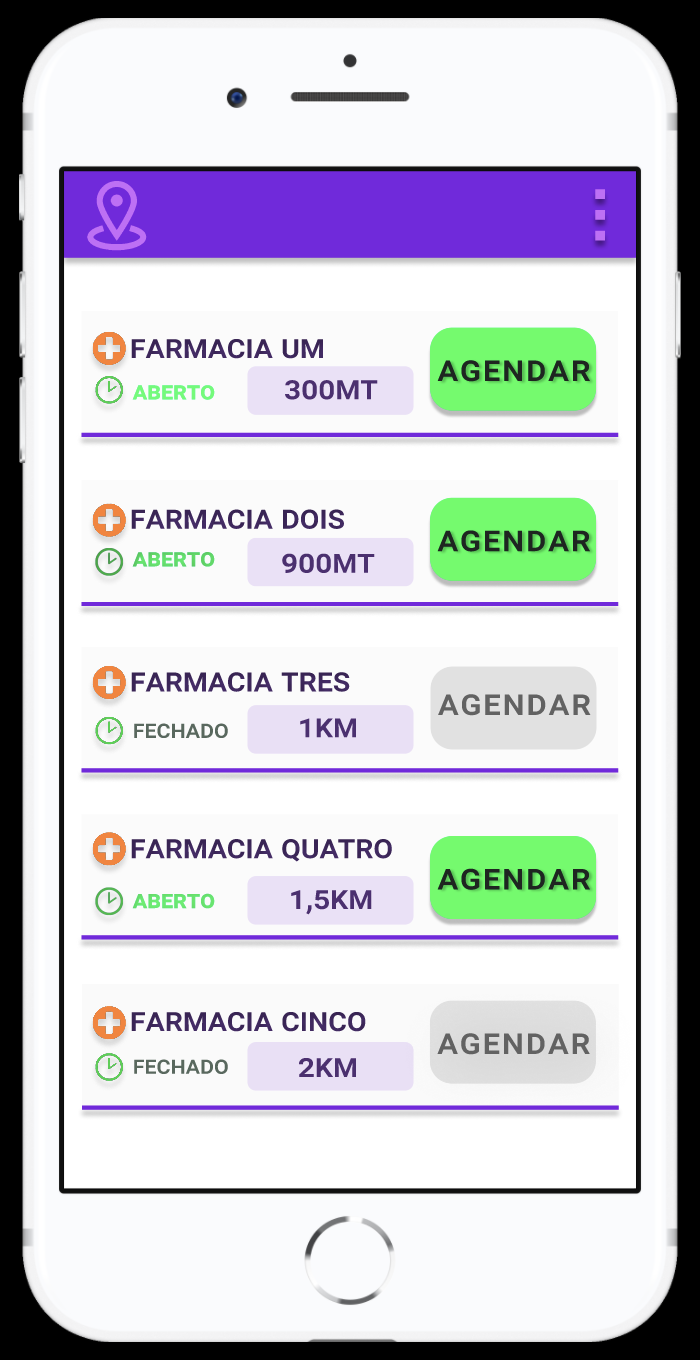 FARMACIA UM
ABERTO 300MT AGENDAR
FARMACIA DOIS
ABERTO 900MT AGENDAR
FARMACIA TRES
FECHADO 1KM AGENDAR
FARMACIA QUATRO
ABERTO 1,5KM AGENDAR
FARMACIA CINCO
FECHADO 2KM AGENDAR